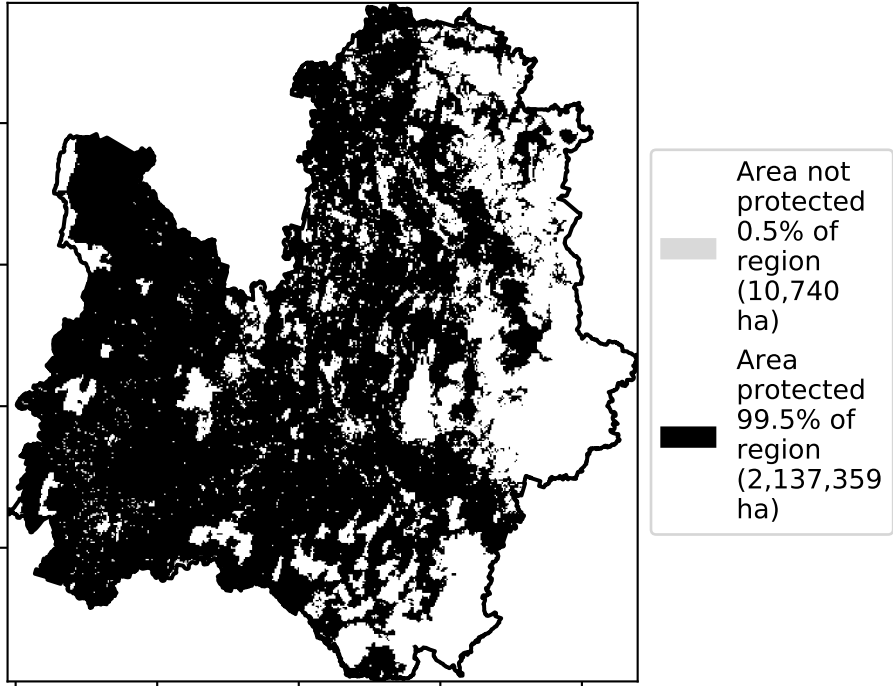 Area not
protected
0.5% of
region
(10,740
ha)
Area
protected
99.5% of
region
(2,137,359
ha)